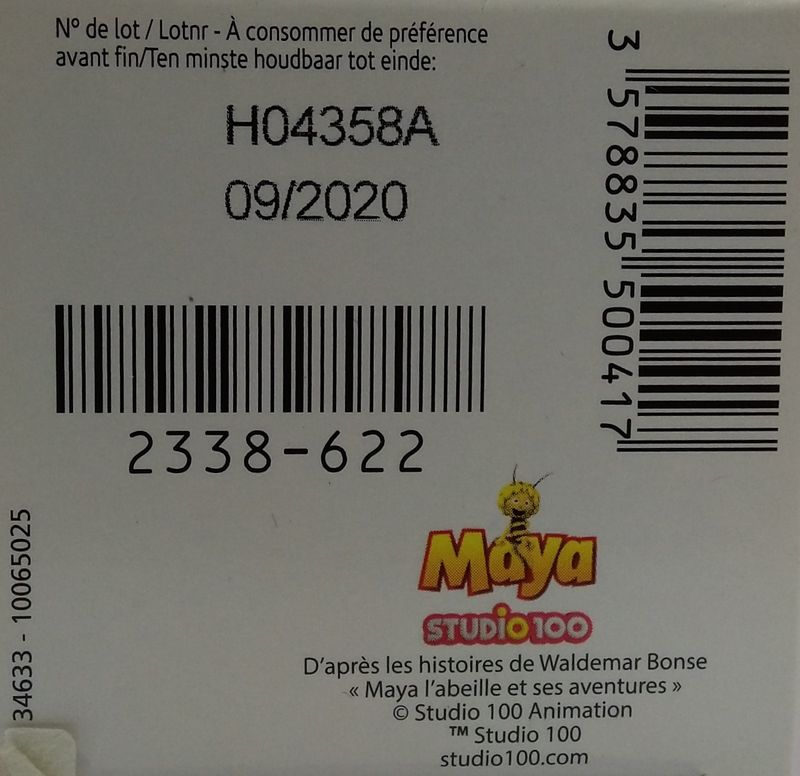 N° de lot / Lotnr - À consommer de préférence
avant fin/Ten minste houdbaar tot einde:
H04358A
09/2020
3 578835 500417
2338-622
34633 - 10065025
Maya
STUDIO 100
D'après les histoires de Waldemar Bonse
« Maya l'abeille et ses aventures »
© Studio 100 Animation
™ Studio 100
studio100.com